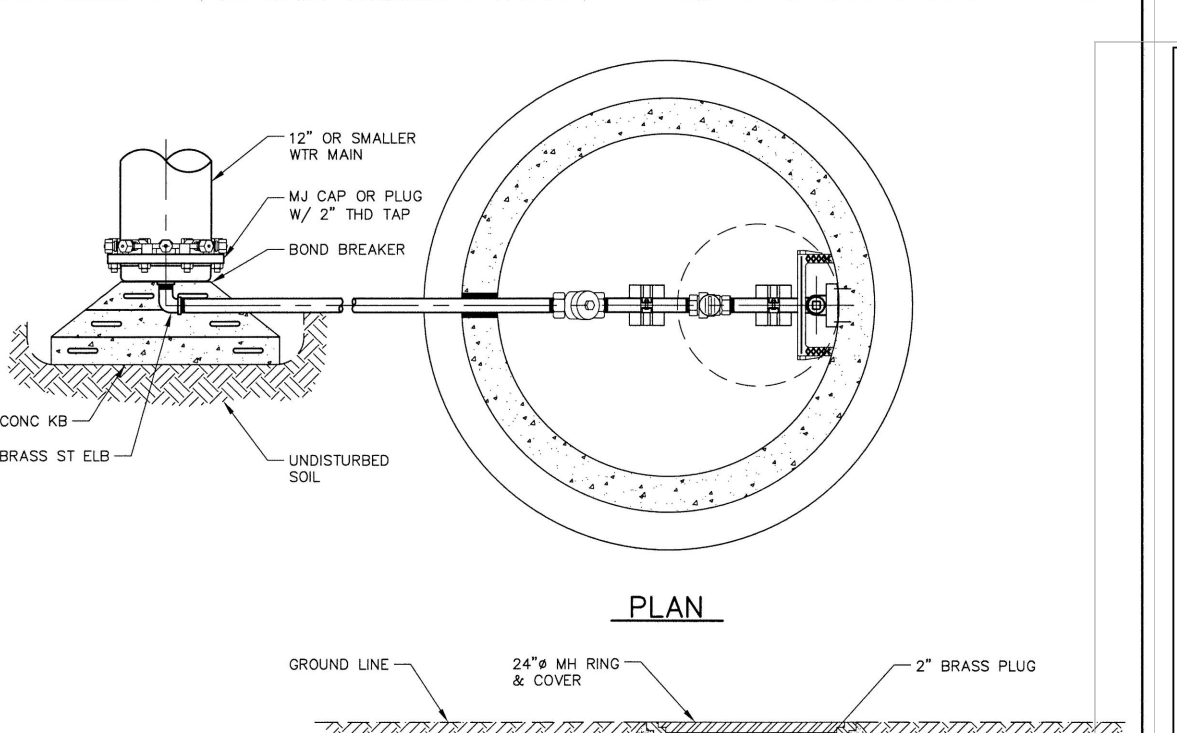 12" OR SMALLER
WTR MAIN
MJ CAP OR PLUG
W/ 2" THD TAP
BOND BREAKER
CONC KB
BRASS ST ELB
UNDISTURBED
SOIL
PLAN
GROUND LINE
24"ø MH RING
& COVER
2" BRASS PLUG